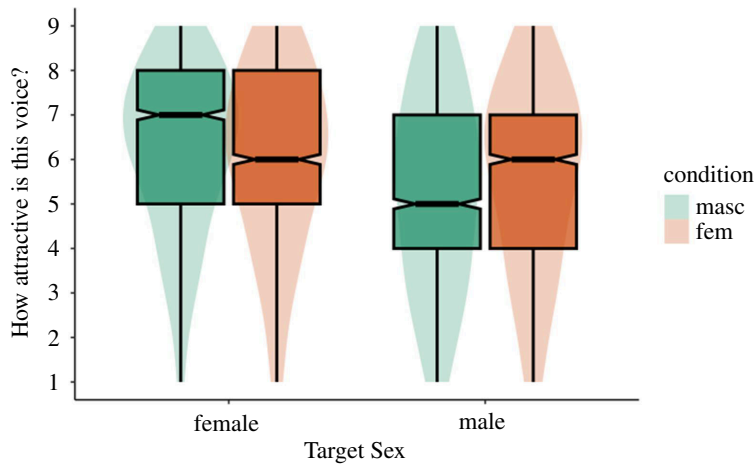 How attractive is this voice?
9
8
7
6
5
4
3
2
1
female
male
Target Sex
condition
masc
fem